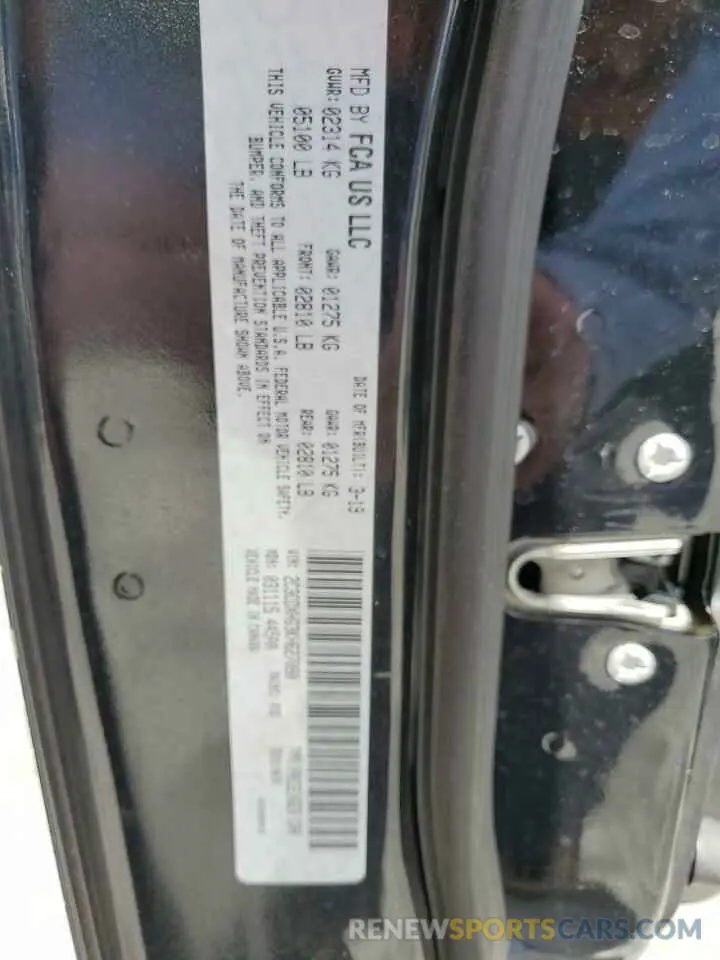 MFD BY FCA US LLC
DATE OF MFR(BUILT): 3-19
GVWR: 02314 KG GAWR: 01275 KG GAWR: 01275 KG
05100 LB FRONT: 02810 LB REAR: 02810 LB
THIS VEHICLE CONFORMS TO ALL APPLICABLE U.S.A. FEDERAL MOTOR VEHICLE SAFETY,
BUMPER, AND THEFT PREVENTION STANDARDS IN EFFECT ON
THE DATE OF MANUFACTURE SHOWN ABOVE.
VIN:
MDH: 031115
VEHICLE MADE IN CANADA
RENEWSPORTSCARS.COM